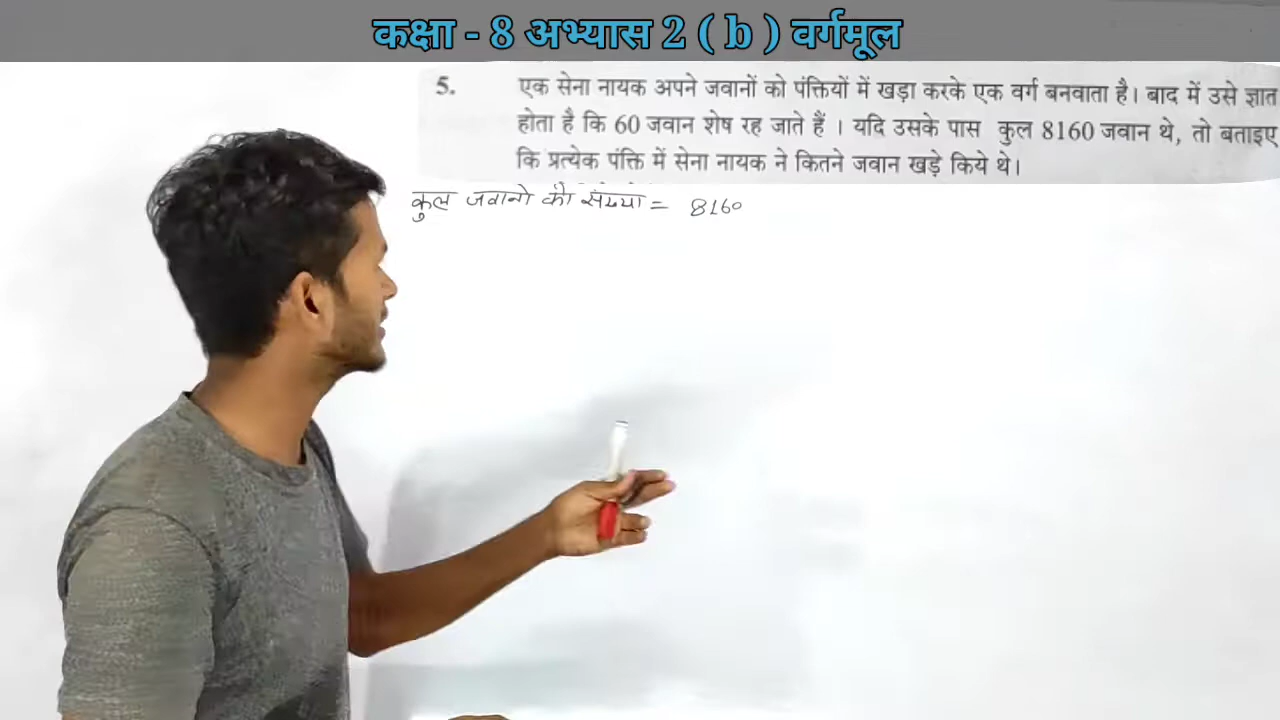 कक्षा - 8 अभ्यास 2 ( b ) वर्गमूल
5. एक सेना नायक अपने जवानों को पंक्तियों में खड़ा करके एक वर्ग बनवाता है। बाद में उसे ज्ञात
होता है कि 60 जवान शेष रह जाते हैं । यदि उसके पास कुल 8160 जवान थे, तो बताइए
कि प्रत्येक पंक्ति में सेना नायक ने कितने जवान खड़े किये थे।
कुल जवानो की संख्या = 8160